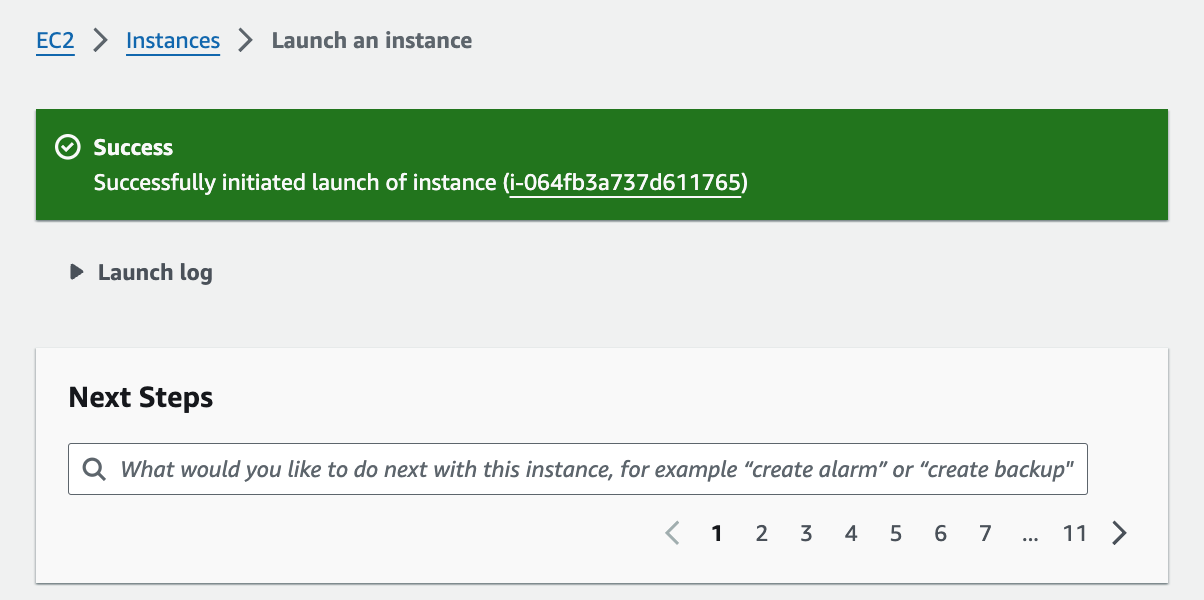 EC2 > Instances > Launch an instance
Success
Successfully initiated launch of instance (i-064fb3a737d611765)
Launch log
Next Steps
What would you like to do next with this instance, for example “create alarm” or “create backup"
1 2 3 4 5 6 7 ... 11